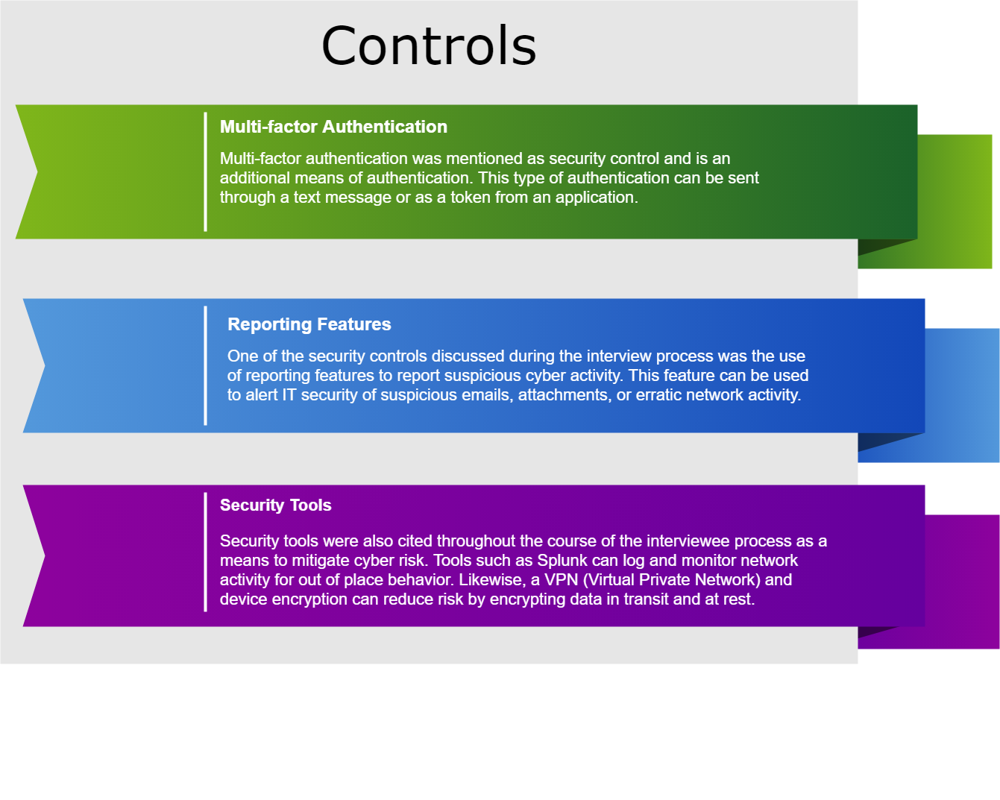 Controls
Multi-factor Authentication
Multi-factor authentication was mentioned as security control and is an
additional means of authentication. This type of authentication can be sent
through a text message or as a token from an application.
Reporting Features
One of the security controls discussed during the interview process was the use
of reporting features to report suspicious cyber activity. This feature can be used
to alert IT security of suspicious emails, attachments, or erratic network activity.
Security Tools
Security tools were also cited throughout the course of the interviewee process as a
means to mitigate cyber risk. Tools such as Splunk can log and monitor network
activity for out of place behavior. Likewise, a VPN (Virtual Private Network) and
device encryption can reduce risk by encrypting data in transit and at rest.